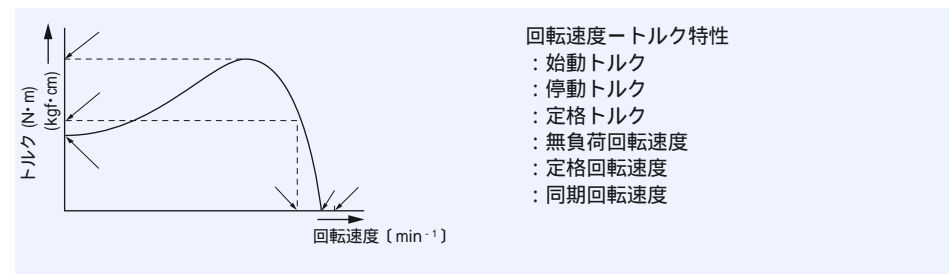 トルク (N・m)
(kgf・cm)
回転速度〔min⁻¹〕
回転速度ートルク特性
：始動トルク
：停動トルク
：定格トルク
：無負荷回転速度
：定格回転速度
：同期回転速度